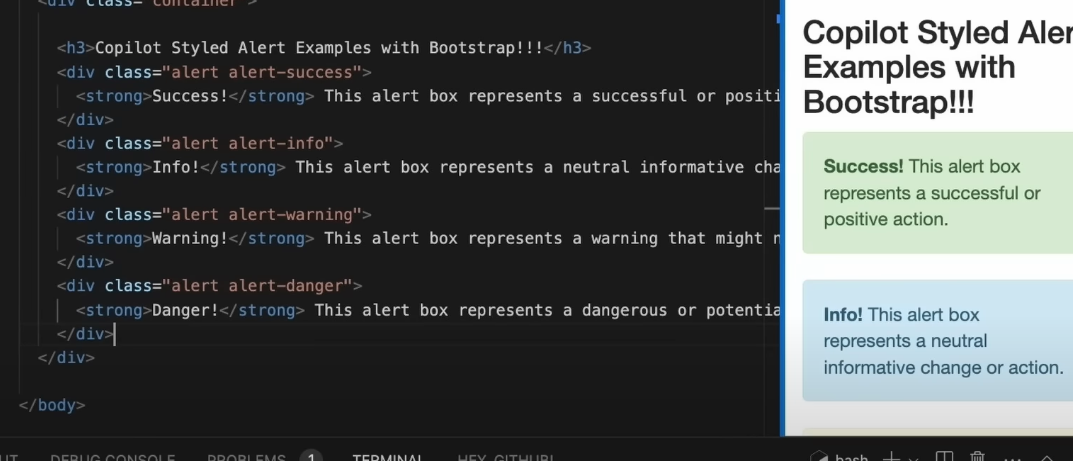 <div class="container">
<h3>Copilot Styled Alert Examples with Bootstrap!!!</h3>
<div class="alert alert-success">
<strong>Success!</strong> This alert box represents a successful or positi
</div>
<div class="alert alert-info">
<strong>Info!</strong> This alert box represents a neutral informative cha
</div>
<div class="alert alert-warning">
<strong>Warning!</strong> This alert box represents a warning that might n
</div>
<div class="alert alert-danger">
<strong>Danger!</strong> This alert box represents a dangerous or potentia
</div>
</div>
</body>
Copilot Styled Aler
Examples with
Bootstrap!!!
Success! This alert box
represents a successful or
positive action.
Info! This alert box
represents a neutral
informative change or action.
UT DEBUG CONSOLE PROBLEMS 1 TERMINAL HEY, GITHUB! bash